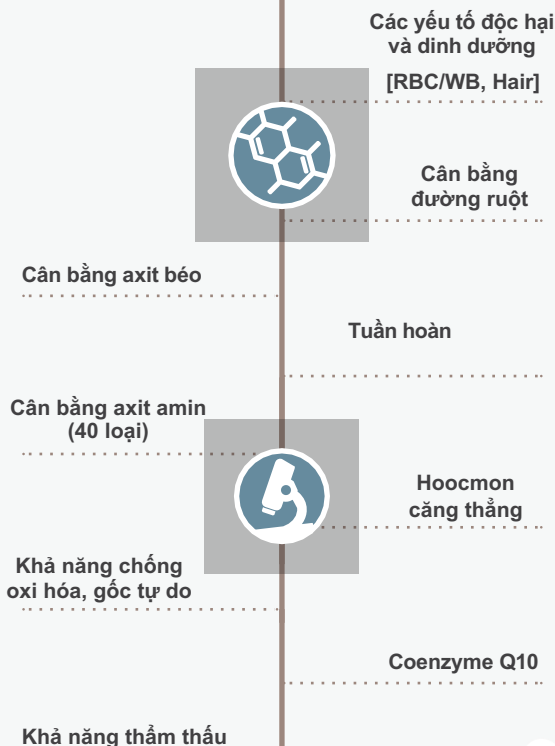 Các yếu tố độc hại
và dinh dưỡng
[RBC/WB, Hair]
Cân bằng
đường ruột
Cân bằng axit béo
Tuần hoàn
Cân bằng axit amin
(40 loại)
Hoocmon
căng thẳng
Khả năng chống
oxi hóa, gốc tự do
Coenzyme Q10
Khả năng thẩm thấu